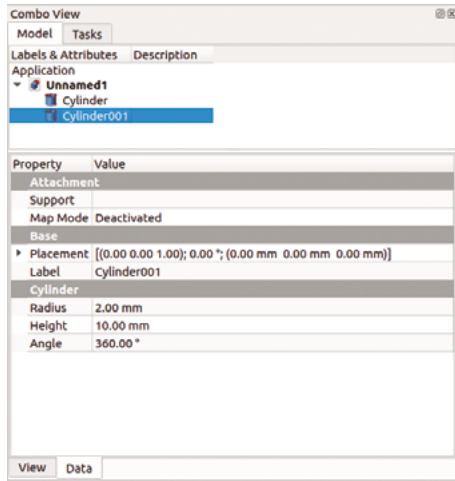 Combo View
Model Tasks
Labels & Attributes Description
Application
Unnamed1
Cylinder
Cylinder001
Property Value
Attachment
Support
Map Mode Deactivated
Base
Placement [(0.00 0.00 1.00); 0.00 °; (0.00 mm 0.00 mm 0.00 mm)]
Label Cylinder001
Cylinder
Radius 2.00 mm
Height 10.00 mm
Angle 360.00 °
View Data